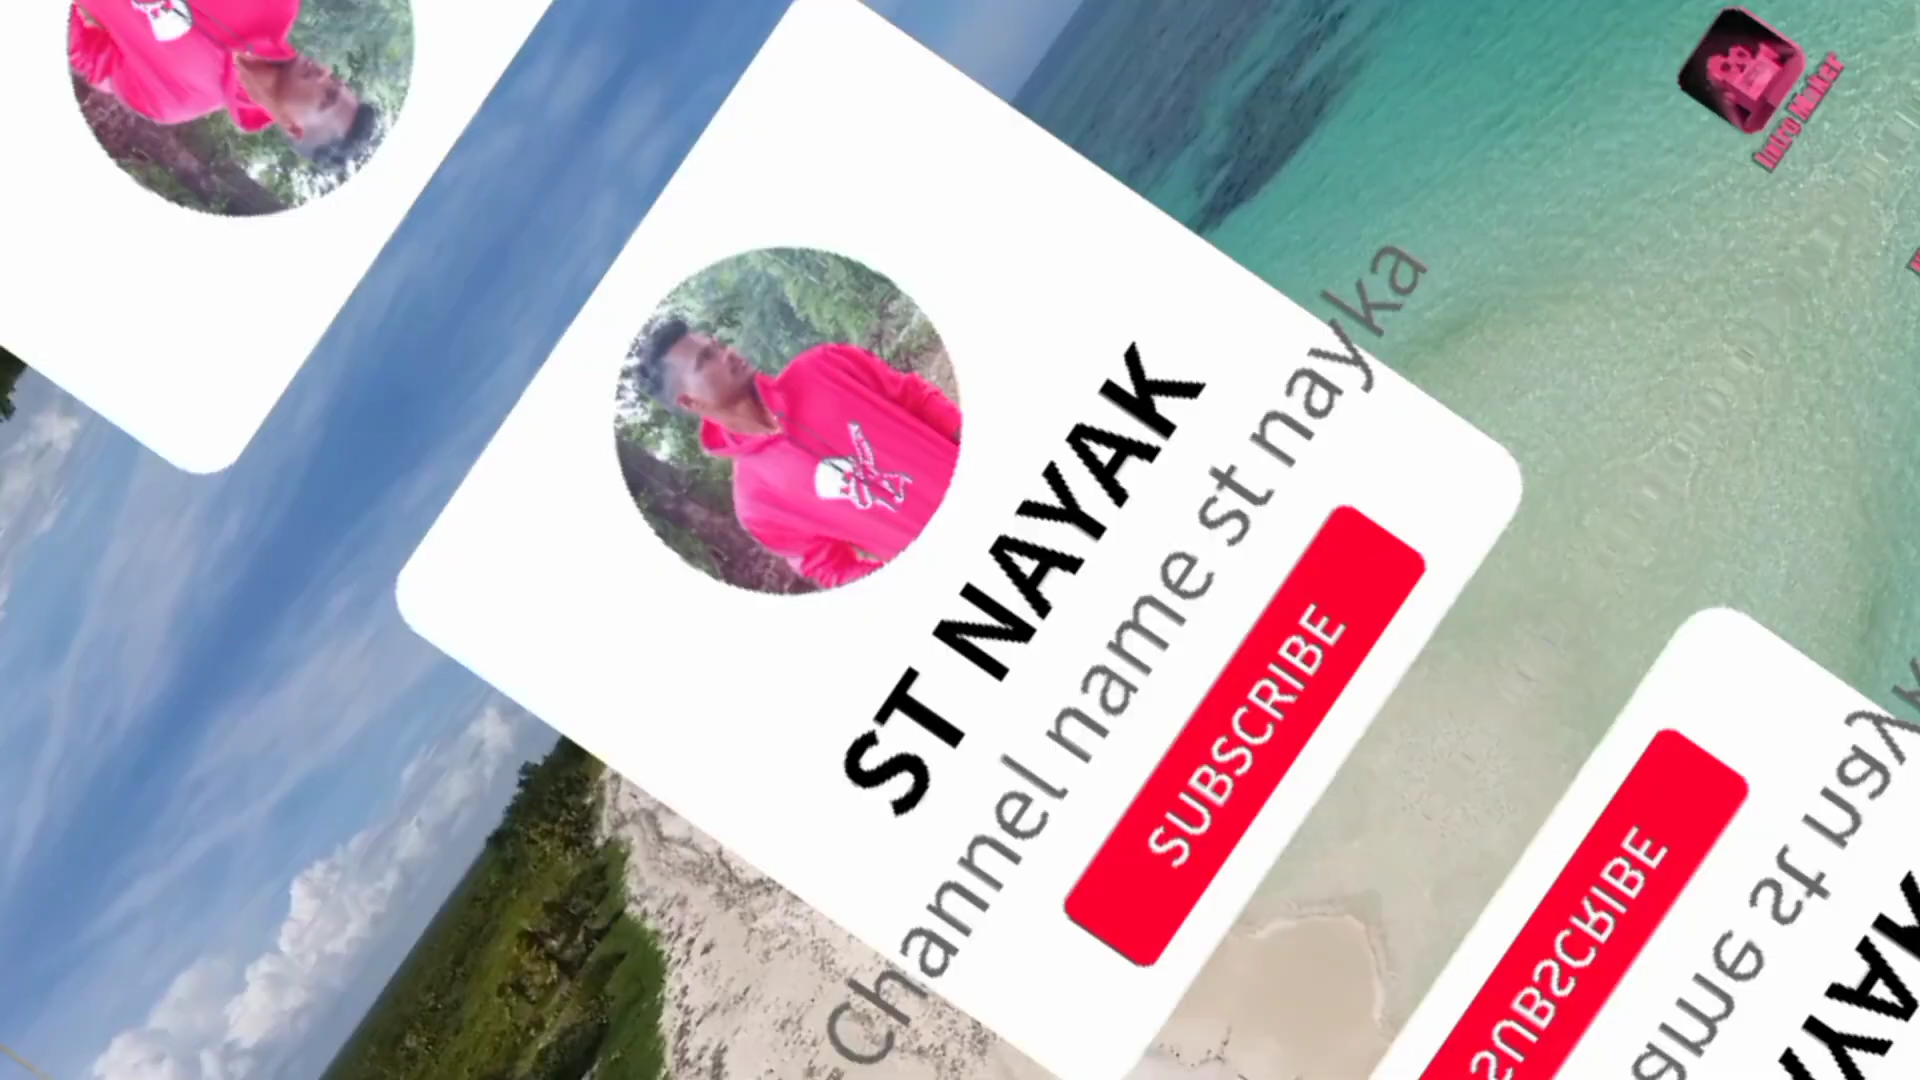 Intro Maker
ST NAYAK
-Channel name st nayka
SUBSCRIBE
SUBSCRIBE